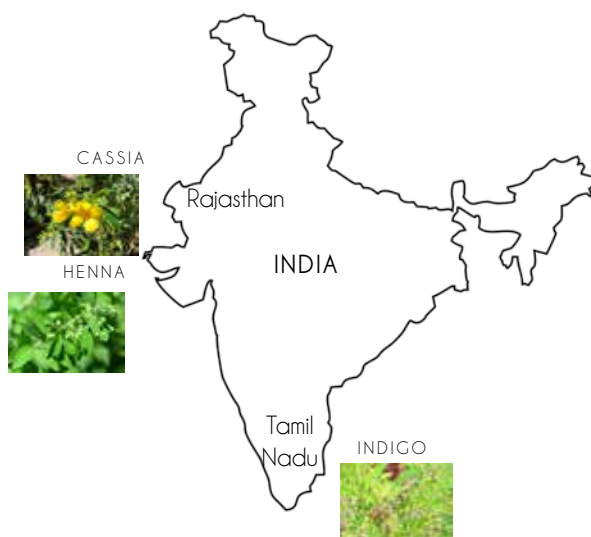 CASSIA
Rajasthan
INDIA
HENNA
Tamil
Nadu
INDIGO